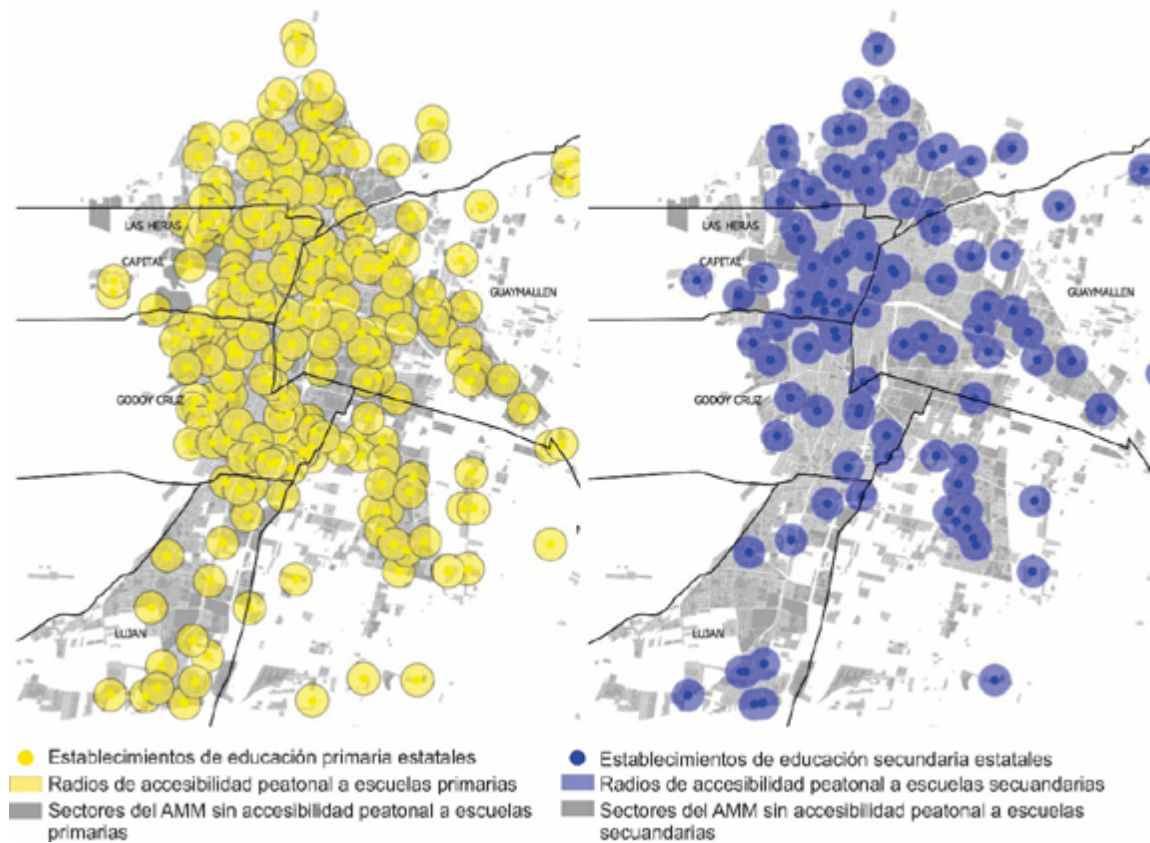 LAS HERAS
CAPITAL
GUAYMALLEN
GODOY CRUZ
LUJAN
LAS HERAS
CAPITAL
GUAYMALLEN
GODOY CRUZ
LUJAN
Establecimientos de educación primaria estatales
Radios de accesibilidad peatonal a escuelas primarias
Sectores del AMM sin accesibilidad peatonal a escuelas
primarias
Establecimientos de educación secundaria estatales
Radios de accesibilidad peatonal a escuelas secuandarias
Sectores del AMM sin accesibilidad peatonal a escuelas
secuandarias